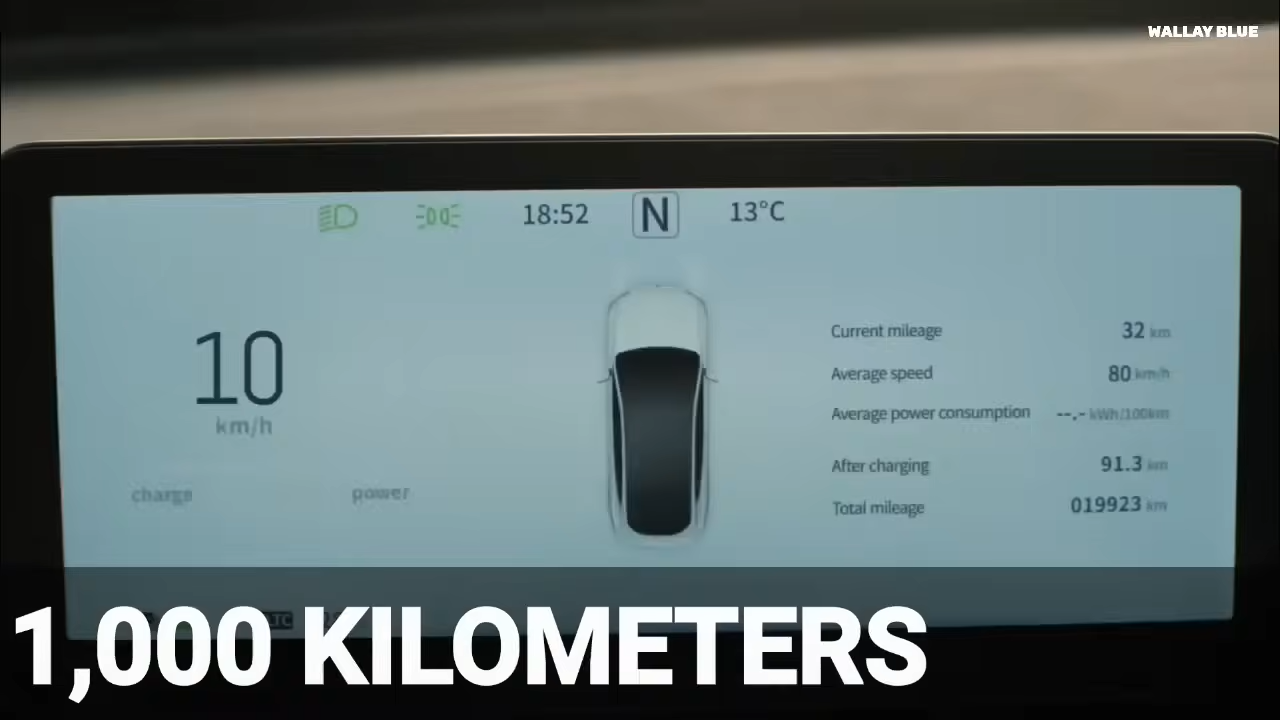 WALLAY BLUE
18:52 N 13°C
10
km/h
charge power
Current mileage 32 km
Average speed 80 km/h
Average power consumption --.- kWh/100km
After charging 91.3 km
Total mileage 019923 km
1,000 KILOMETERS